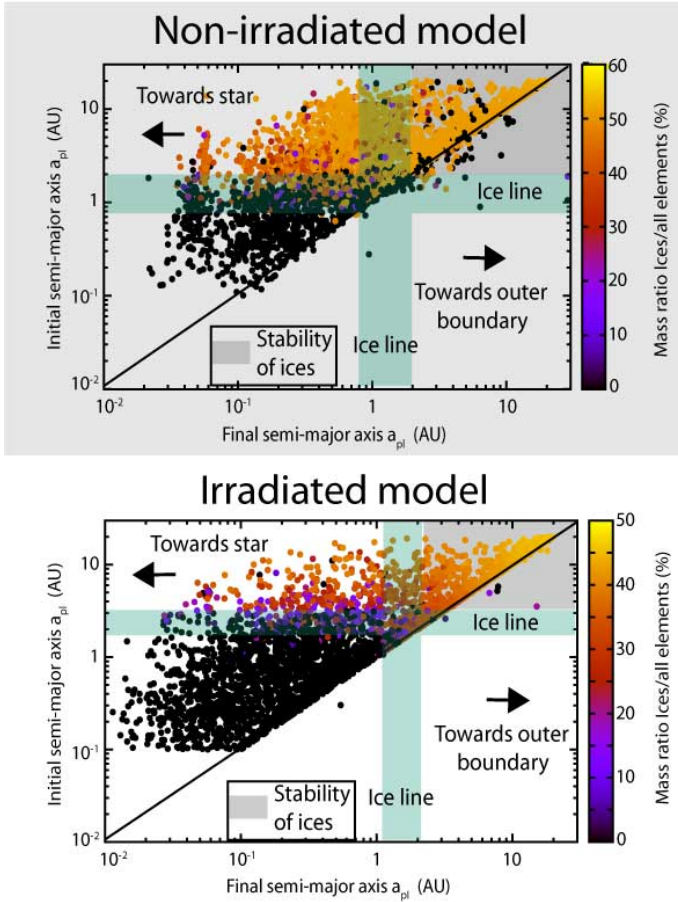 Non-irradiated model
Towards star
Ice line
Towards outer
boundary
Stability
of ices
Ice line
10
1
10^-1
10^-2
10^-2
10^-1
1
10
Initial semi-major axis a_pl (AU)
Final semi-major axis a_pl (AU)
60
50
40
30
20
10
0
Mass ratio Ices/all elements (%)
Irradiated model
Towards star
Ice line
Towards outer
boundary
Stability
of ices
Ice line
10
1
10^-1
10^-2
10^-2
10^-1
1
10
Initial semi-major axis a_pl (AU)
Final semi-major axis a_pl (AU)
50
40
30
20
10
0
Mass ratio Ices/all elements (%)